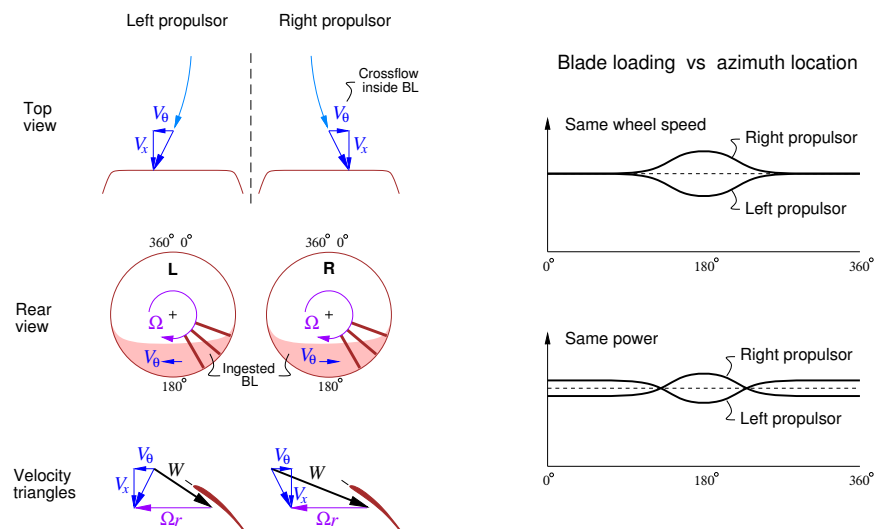 Left propulsor
Right propulsor
Crossflow
inside BL
Top
view
Vθ
Vx
Vθ
Vx
360° 0°
360° 0°
L
R
Rear
view
+
+
Ω
Ω
Vθ
Vθ
Ingested
BL
180°
180°
Velocity
triangles
Vθ
W
Vx
Ωr
Vθ
W
Vx
Ωr
Blade loading vs azimuth location
Same wheel speed
Right propulsor
Left propulsor
0°
180°
360°
Same power
Right propulsor
Left propulsor
0°
180°
360°